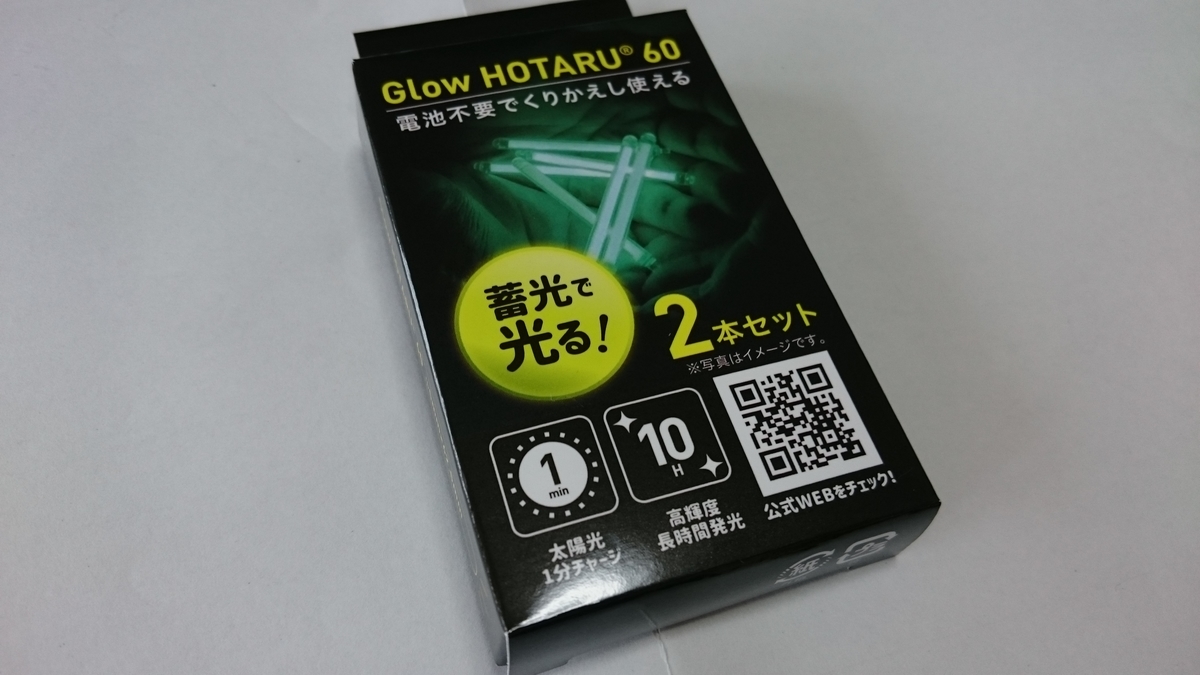 Glow HOTARU® 60
電池不要でくりかえし使える
蓄光で
光る!
2本セット
※写真はイメージです。
1
min
太陽光
1分チャージ
10
H
高輝度
長時間発光
公式WEBをチェック!
紙